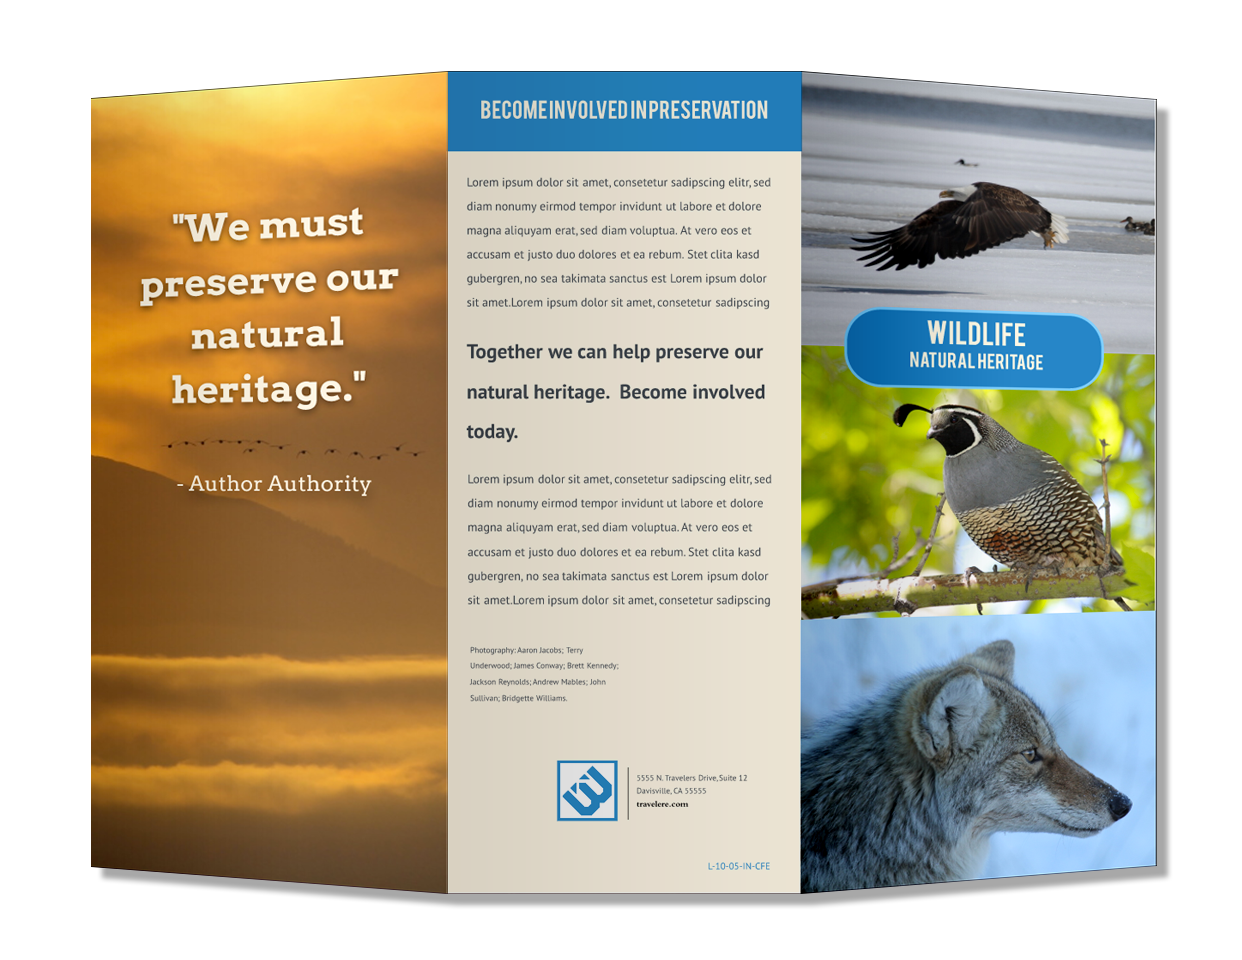 "We must
preserve our
natural
heritage."
- Author Authority
BECOME INVOLVED IN PRESERVATION
Lorem ipsum dolor sit amet, consetetur sadipscing elitr, sed
diam nonumy eirmod tempor invidunt ut labore et dolore
magna aliquyam erat, sed diam voluptua. At vero eos et
accusam et justo duo dolores et ea rebum. Stet clita kasd
gubergren, no sea takimata sanctus est Lorem ipsum dolor
sit amet.Lorem ipsum dolor sit amet, consetetur sadipscing
Together we can help preserve our
natural heritage. Become involved
today.
Lorem ipsum dolor sit amet, consetetur sadipscing elitr, sed
diam nonumy eirmod tempor invidunt ut labore et dolore
magna aliquyam erat, sed diam voluptua. At vero eos et
accusam et justo duo dolores et ea rebum. Stet clita kasd
gubergren, no sea takimata sanctus est Lorem ipsum dolor
sit amet.Lorem ipsum dolor sit amet, consetetur sadipscing
Photography: Aaron Jacobs; Terry
Underwood; James Conway; Brett Kennedy;
Jackson Reynolds; Andrew Mables; John
Sullivan; Bridgette Williams.
5555 N. Travelers Drive, Suite 12
Davisville, CA 55555
travelere.com
L-10-05-IN-CFE
WILDLIFE
NATURAL HERITAGE